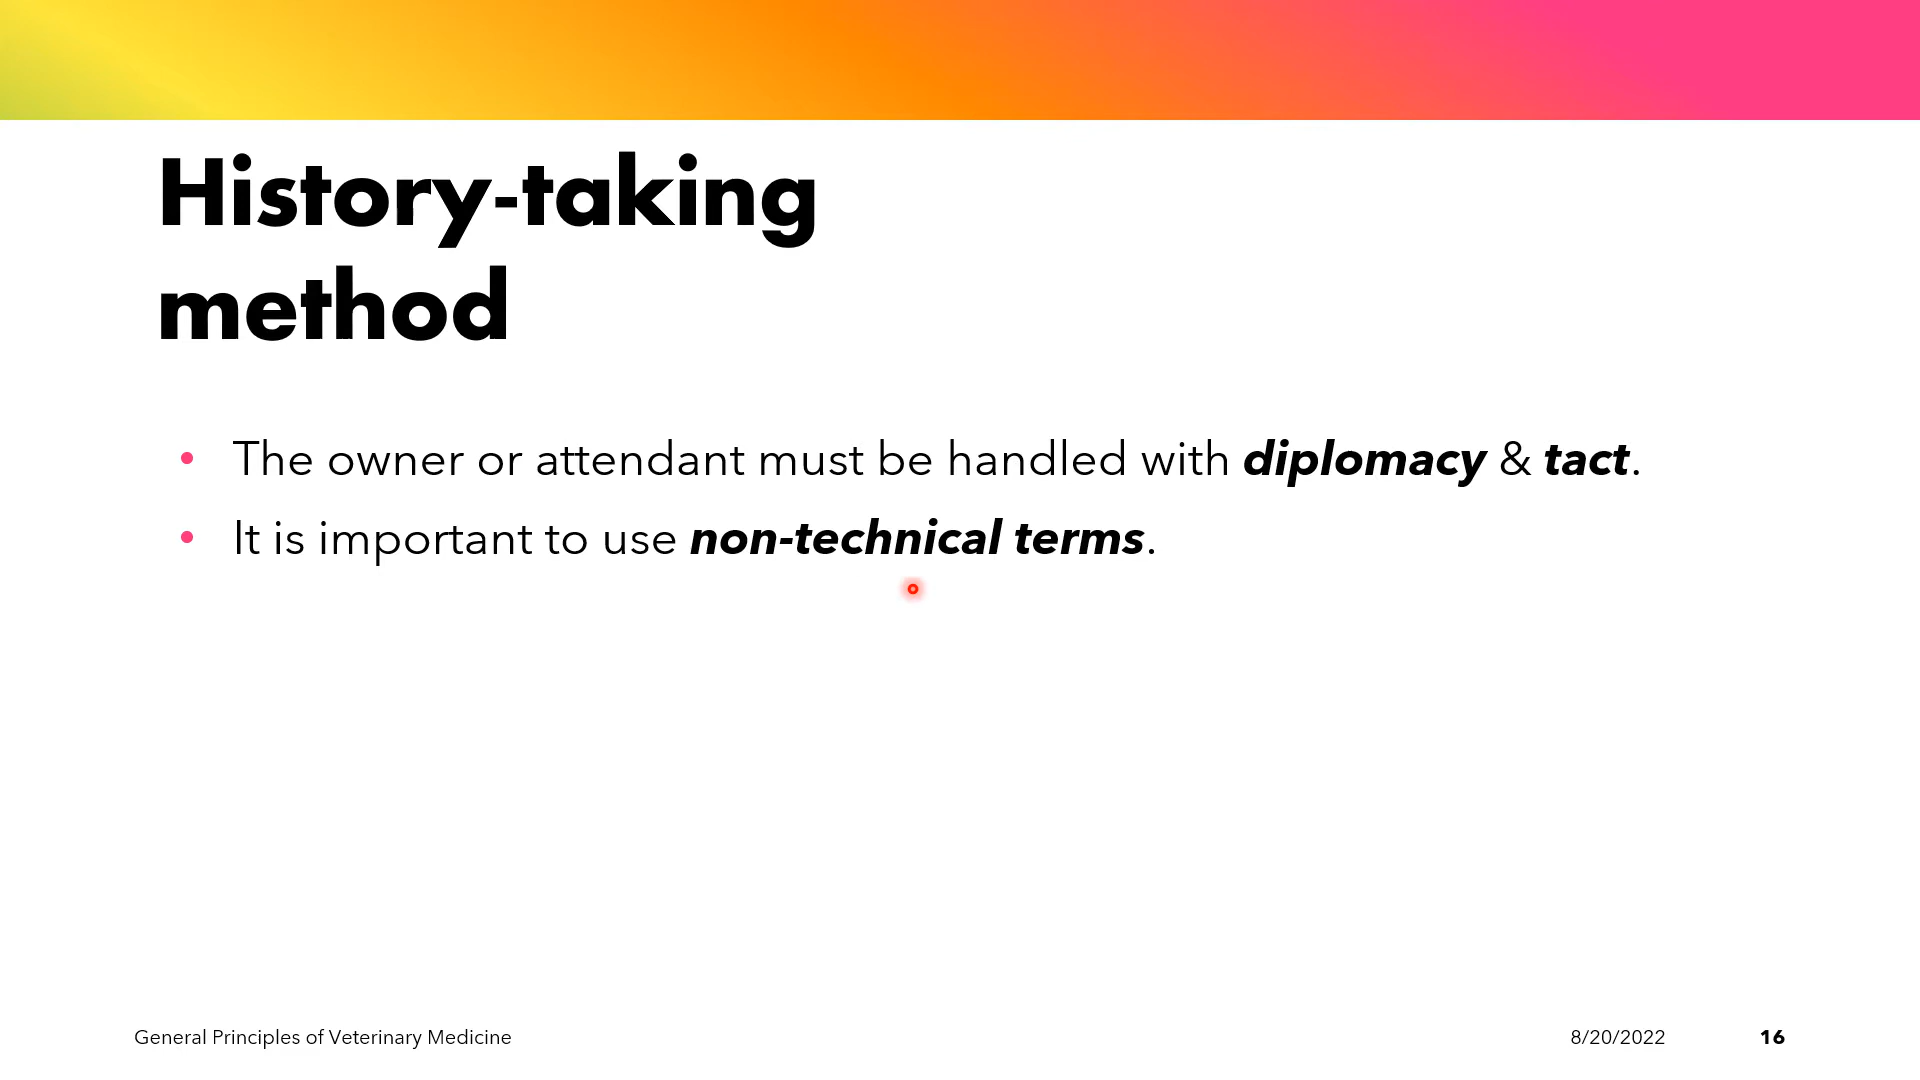 History-taking
method
• The owner or attendant must be handled with diplomacy & tact.
• It is important to use non-technical terms.
General Principles of Veterinary Medicine 8/20/2022 16